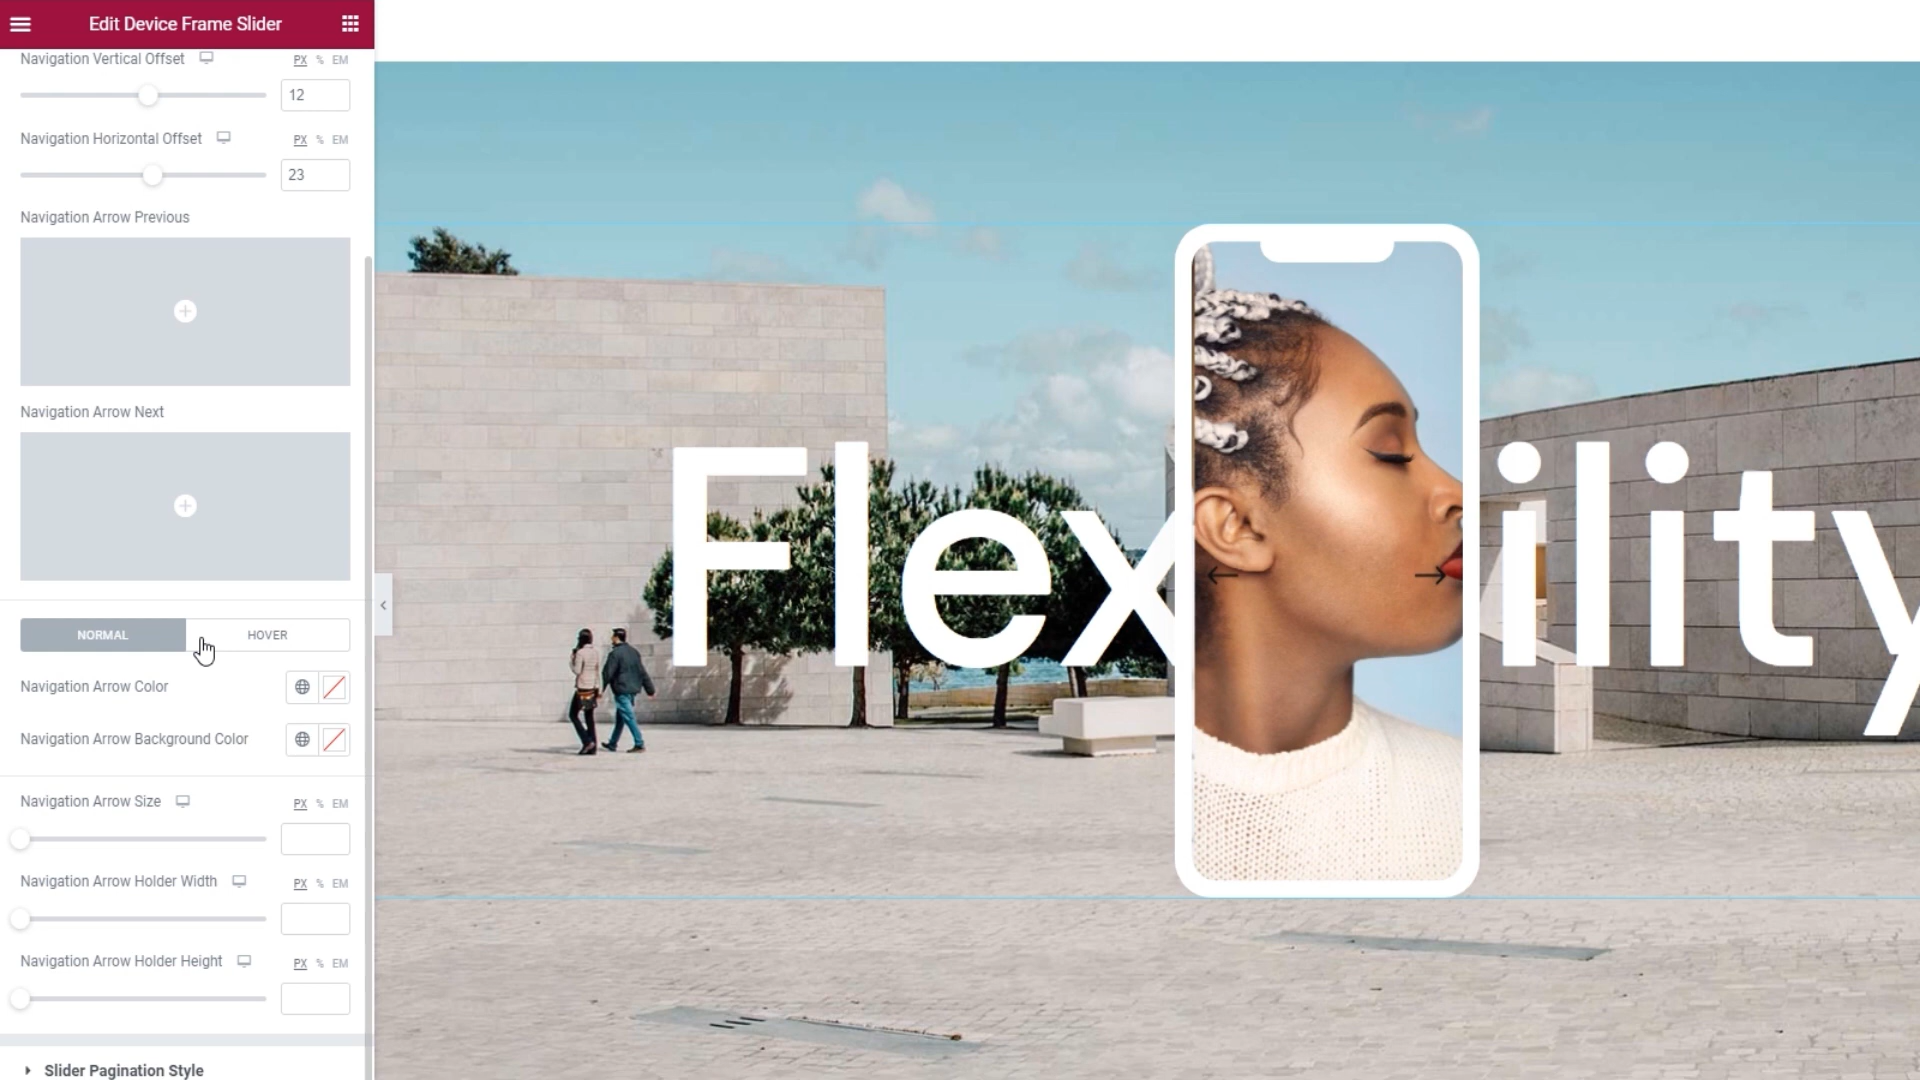 Edit Device Frame Slider
Navigation Vertical Offset PX % EM
12
Navigation Horizontal Offset PX % EM
23
Navigation Arrow Previous
Navigation Arrow Next
NORMAL HOVER
Navigation Arrow Color
Navigation Arrow Background Color
Navigation Arrow Size PX % EM
Navigation Arrow Holder Width PX % EM
Navigation Arrow Holder Height PX % EM
Slider Pagination Style
Flex ility